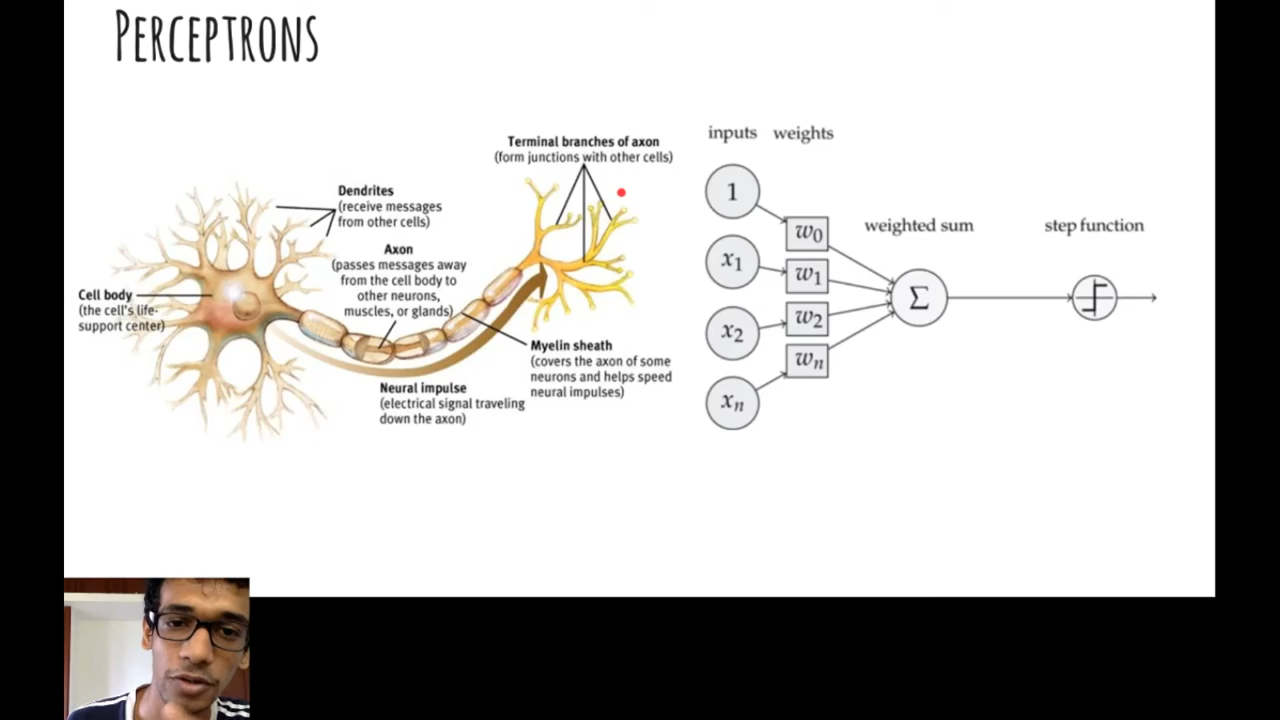 PERCEPTRONS
Terminal branches of axon
(form junctions with other cells)
Dendrites
(receive messages
from other cells)
Axon
(passes messages away
from the cell body to
other neurons,
muscles, or glands)
Cell body
(the cell's life-
support center)
Myelin sheath
(covers the axon of some
neurons and helps speed
neural impulses)
Neural impulse
(electrical signal traveling
down the axon)
inputs weights
1
x₁
x₂
xₙ
w₀
w₁
w₂
wₙ
weighted sum
Σ
step function